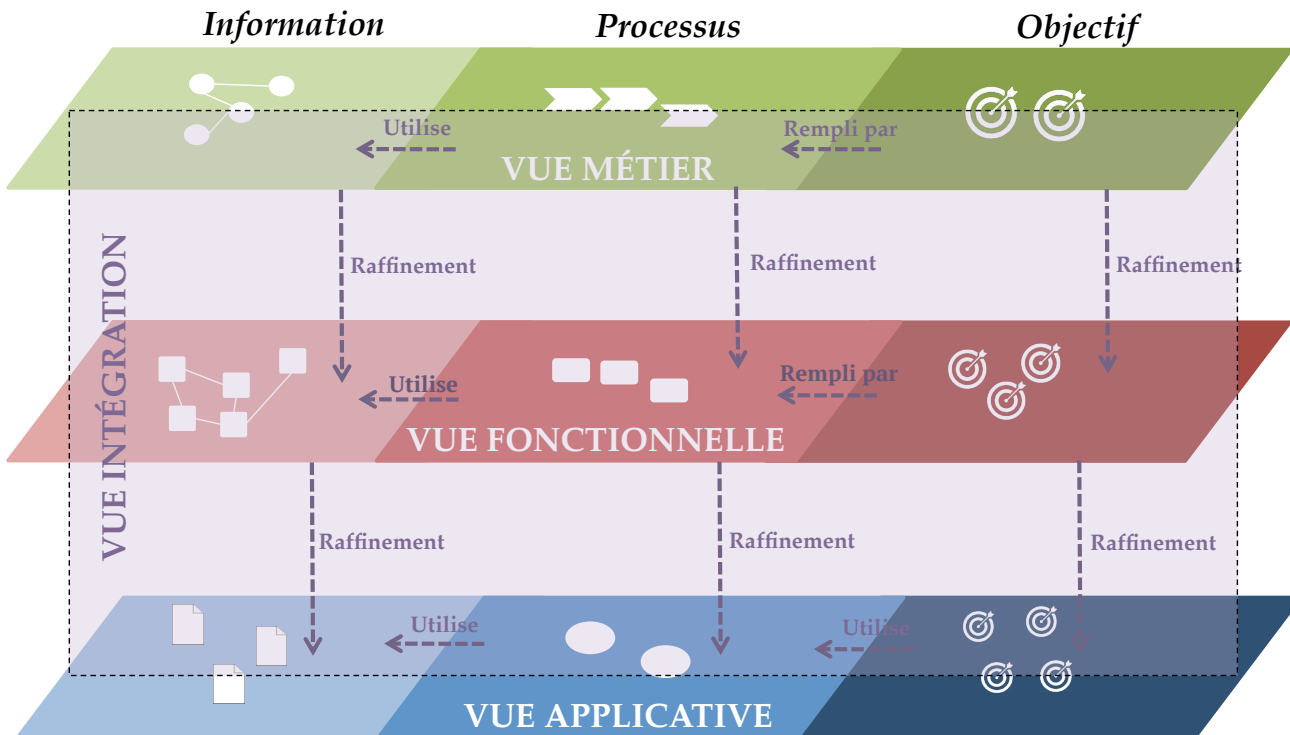 Information
Processus
Objectif
Utilise
Rempli par
VUE MÉTIER
Raffinement
Raffinement
Raffinement
VUE INTÉGRATION
Utilise
Rempli par
VUE FONCTIONNELLE
Raffinement
Raffinement
Raffinement
Utilise
Utilise
VUE APPLICATIVE